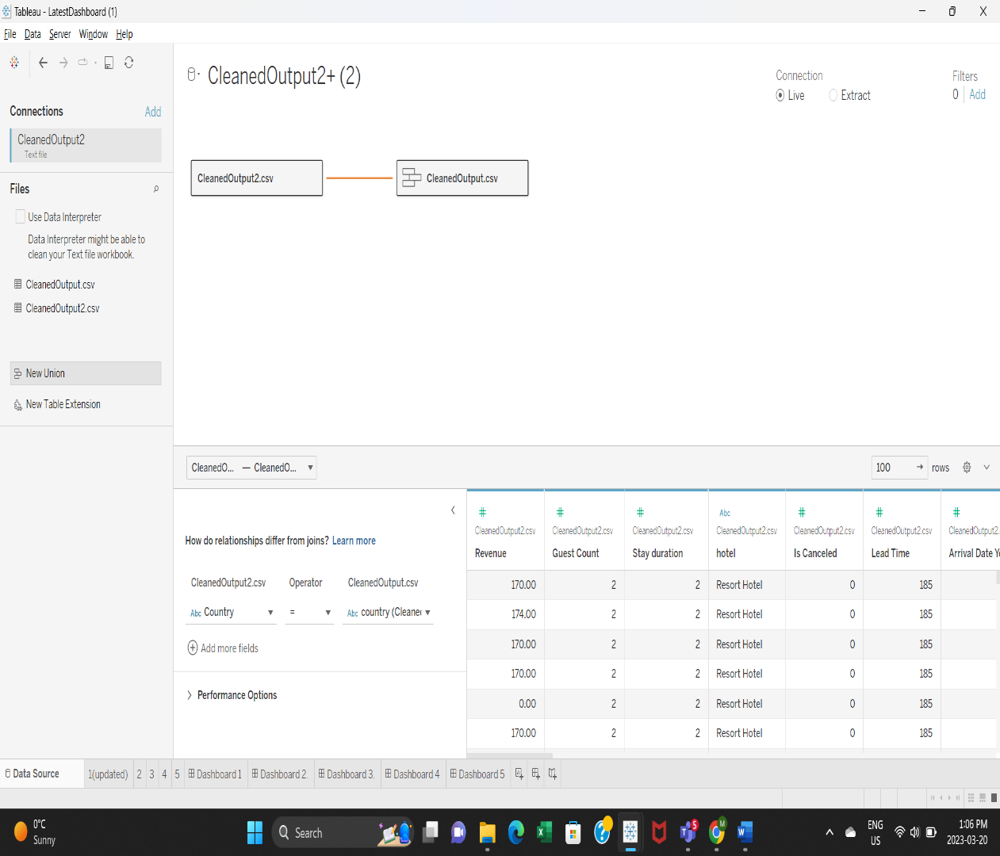 Tableau - LatestDashboard (1)
File Data Server Window Help
Connections Add
CleanedOutput2
Text file
Files
Use Data Interpreter
Data Interpreter might be able to
clean your Text file workbook.
CleanedOutput.csv
CleanedOutput2.csv
New Union
New Table Extension
CleanedOutput2+ (2)
Connection
Live Extract
Filters
0 Add
CleanedOutput2.csv CleanedOutput.csv
CleanedO... — CleanedO... 100 rows
How do relationships differ from joins? Learn more
CleanedOutput2.csv Operator CleanedOutput.csv
Abc Country = Abc country (Cleane
Add more fields
Performance Options
Abc
CleanedOutput2.csv CleanedOutput2.csv CleanedOutput2.csv CleanedOutput2.csv CleanedOutput2.csv CleanedOutput2.csv CleanedOutput2.
Revenue Guest Count Stay duration hotel Is Canceled Lead Time Arrival Date Y
170.00 2 2 Resort Hotel 0 185
174.00 2 2 Resort Hotel 0 185
170.00 2 2 Resort Hotel 0 185
170.00 2 2 Resort Hotel 0 185
0.00 2 2 Resort Hotel 0 185
170.00 2 2 Resort Hotel 0 185
Data Source 1(updated) 2 3 4 5 Dashboard 1 Dashboard 2. Dashboard 3. Dashboard 4 Dashboard 5
0°C
Sunny
Search
5
M
ENG
US
1:06 PM
2023-03-20